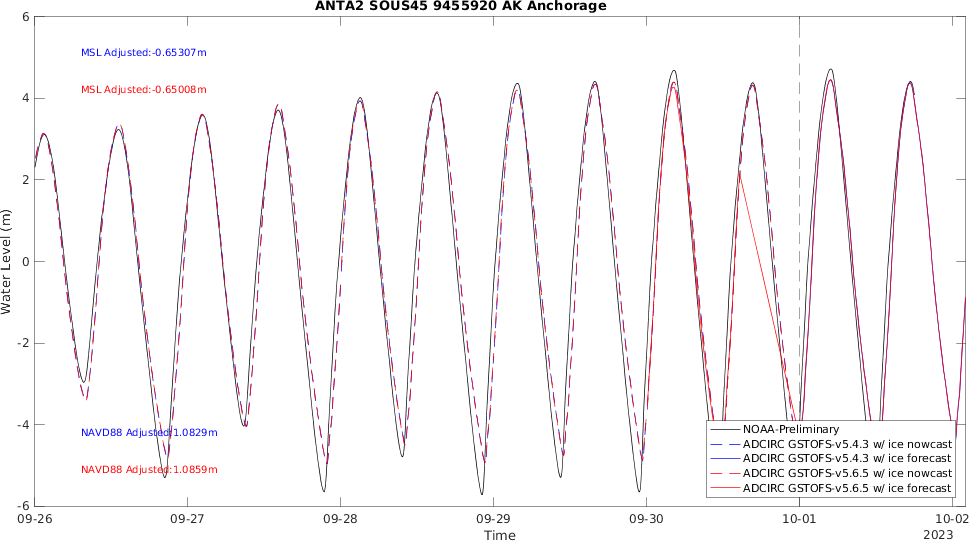 ANTA2 SOUS45 9455920 AK Anchorage
6
MSL Adjusted:-0.65307m
MSL Adjusted:-0.65008m
4
2
0
-2
-4
-6
Water Level (m)
NAVD88 Adjusted:1.0829m
NAVD88 Adjusted:1.0859m
NOAA-Preliminary
ADCIRC GSTOFS-v5.4.3 w/ ice nowcast
ADCIRC GSTOFS-v5.4.3 w/ ice forecast
ADCIRC GSTOFS-v5.6.5 w/ ice nowcast
ADCIRC GSTOFS-v5.6.5 w/ ice forecast
09-26 09-27 09-28 09-29 09-30 10-01 10-02
Time
2023